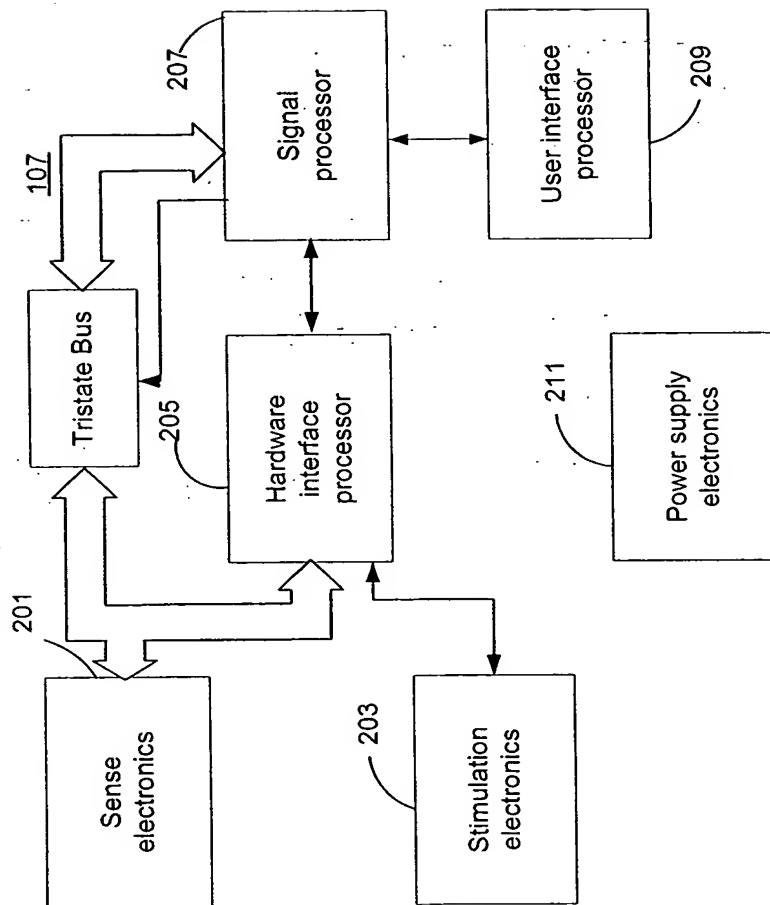 107
201
Sense
electronics
Tristate Bus
207
Signal
processor
205
Hardware
interface
processor
203
Stimulation
electronics
209
User interface
processor
211
Power supply
electronics